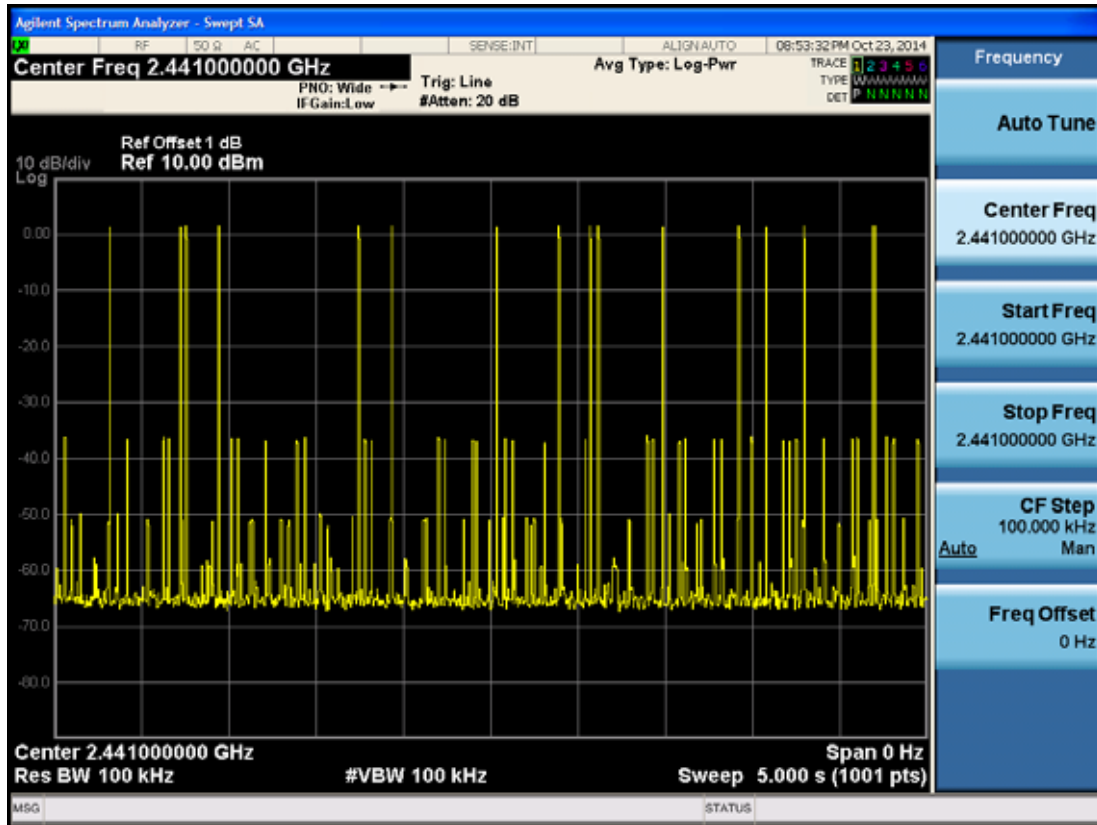 Agilent Spectrum Analyzer - Swept SA
LXI RF 50 Ω AC SENSE:INT ALIGN AUTO 08:53:32 PM Oct 23, 2014
Center Freq 2.441000000 GHz
PNO: Wide
IFGain:Low
Trig: Line
#Atten: 20 dB
Avg Type: Log-Pwr
TRACE 1 2 3 4 5 6
TYPE
DET P N N N N N
Ref Offset 1 dB
10 dB/div Ref 10.00 dBm
Log
0.00
-10.0
-20.0
-30.0
-40.0
-50.0
-60.0
-70.0
-80.0
Center 2.441000000 GHz Span 0 Hz
Res BW 100 kHz #VBW 100 kHz Sweep 5.000 s (1001 pts)
MSG STATUS
Frequency
Auto Tune
Center Freq
2.441000000 GHz
Start Freq
2.441000000 GHz
Stop Freq
2.441000000 GHz
CF Step
100.000 kHz
Auto Man
Freq Offset
0 Hz